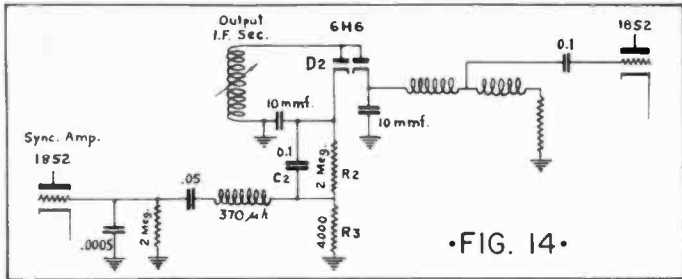 Output
I.F. Sec.
6H6
1852
D2
0.1
10 mmf.
10 mmf.
Sync. Amp.
1852
0.1
C2
2 Meg.
R2
.05
370 μh
.0005
2 Meg.
4000
R3
•FIG. 14•